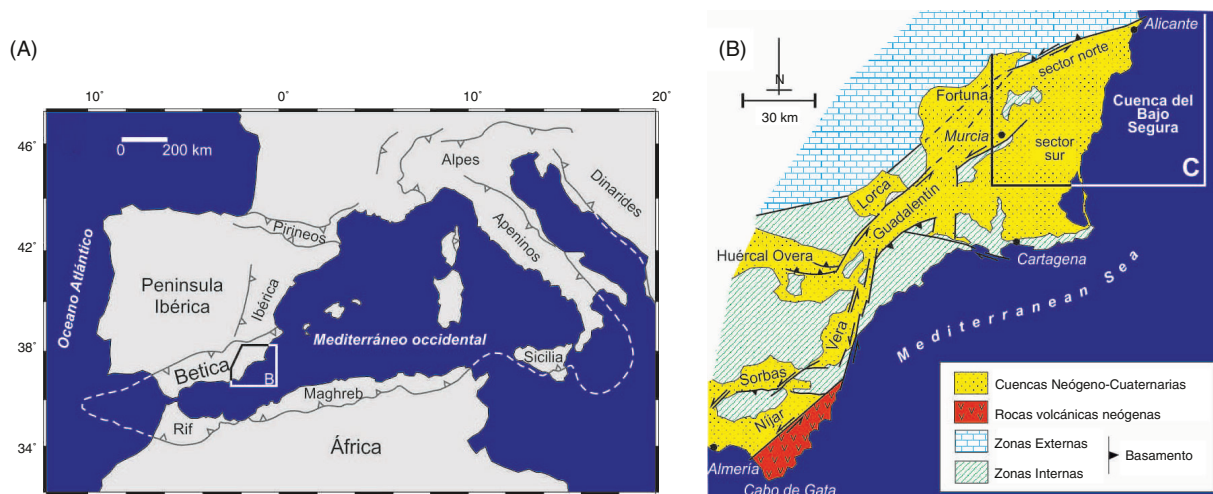 (A)
10˚ 0˚ 10˚ 20˚
46˚
44˚
42˚
40˚
38˚
36˚
34˚
0 200 km
Alpes
Dinarides
Pirineos
Apeninos
Oceano Atlántico
Peninsula
Ibérica
Ibérica
Mediterráneo occidental
Betica
B
Sicilia
Maghreb
Rif
África
(B)
N
30 km
Alicante
sector norte
Fortuna
Cuenca del
Bajo
Segura
Murcia
sector
sur
C
Lorca
Guadalentín
Huércal Overa
Cartagena
Mediterranean Sea
Vera
Sorbas
Níjar
Almería
Cabo de Gata
Cuencas Neógeno-Cuaternarias
Rocas volcánicas neógenas
Zonas Externas
Basamento
Zonas Internas